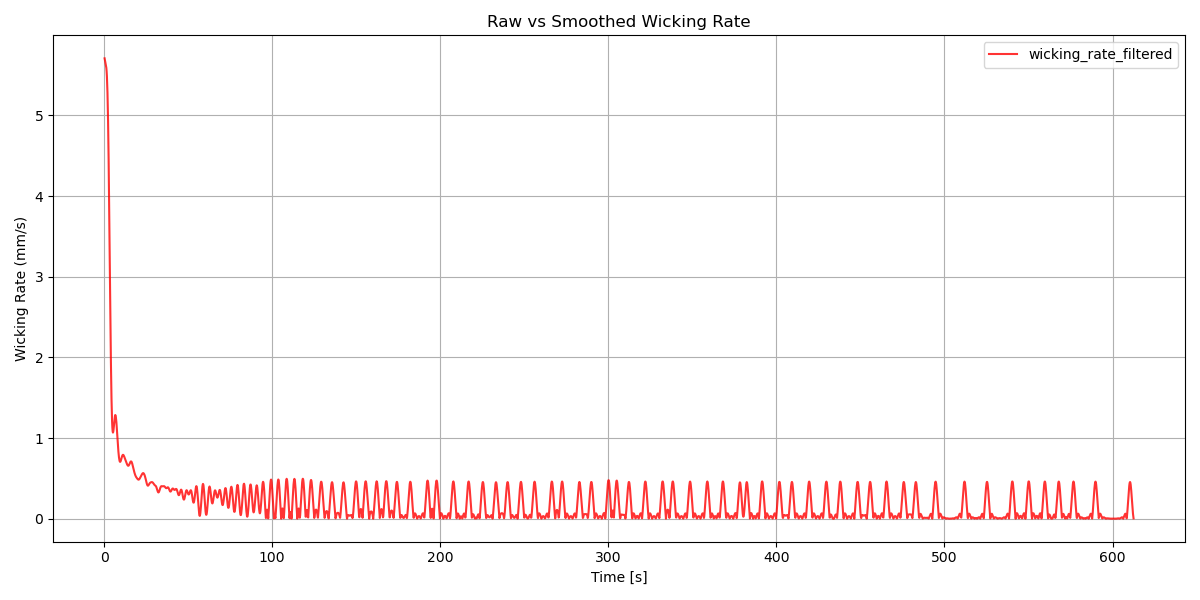 Raw vs Smoothed Wicking Rate
wicking_rate_filtered
Wicking Rate (mm/s)
5
4
3
2
1
0
0 100 200 300 400 500 600
Time [s]